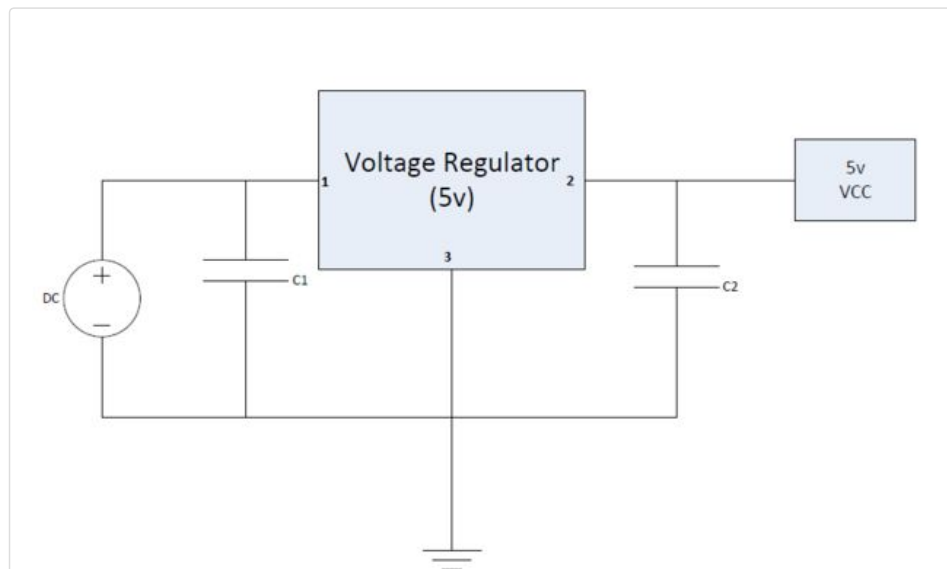 Voltage Regulator
(5v)
1
2
3
5v
VCC
DC
+
−
C1
C2